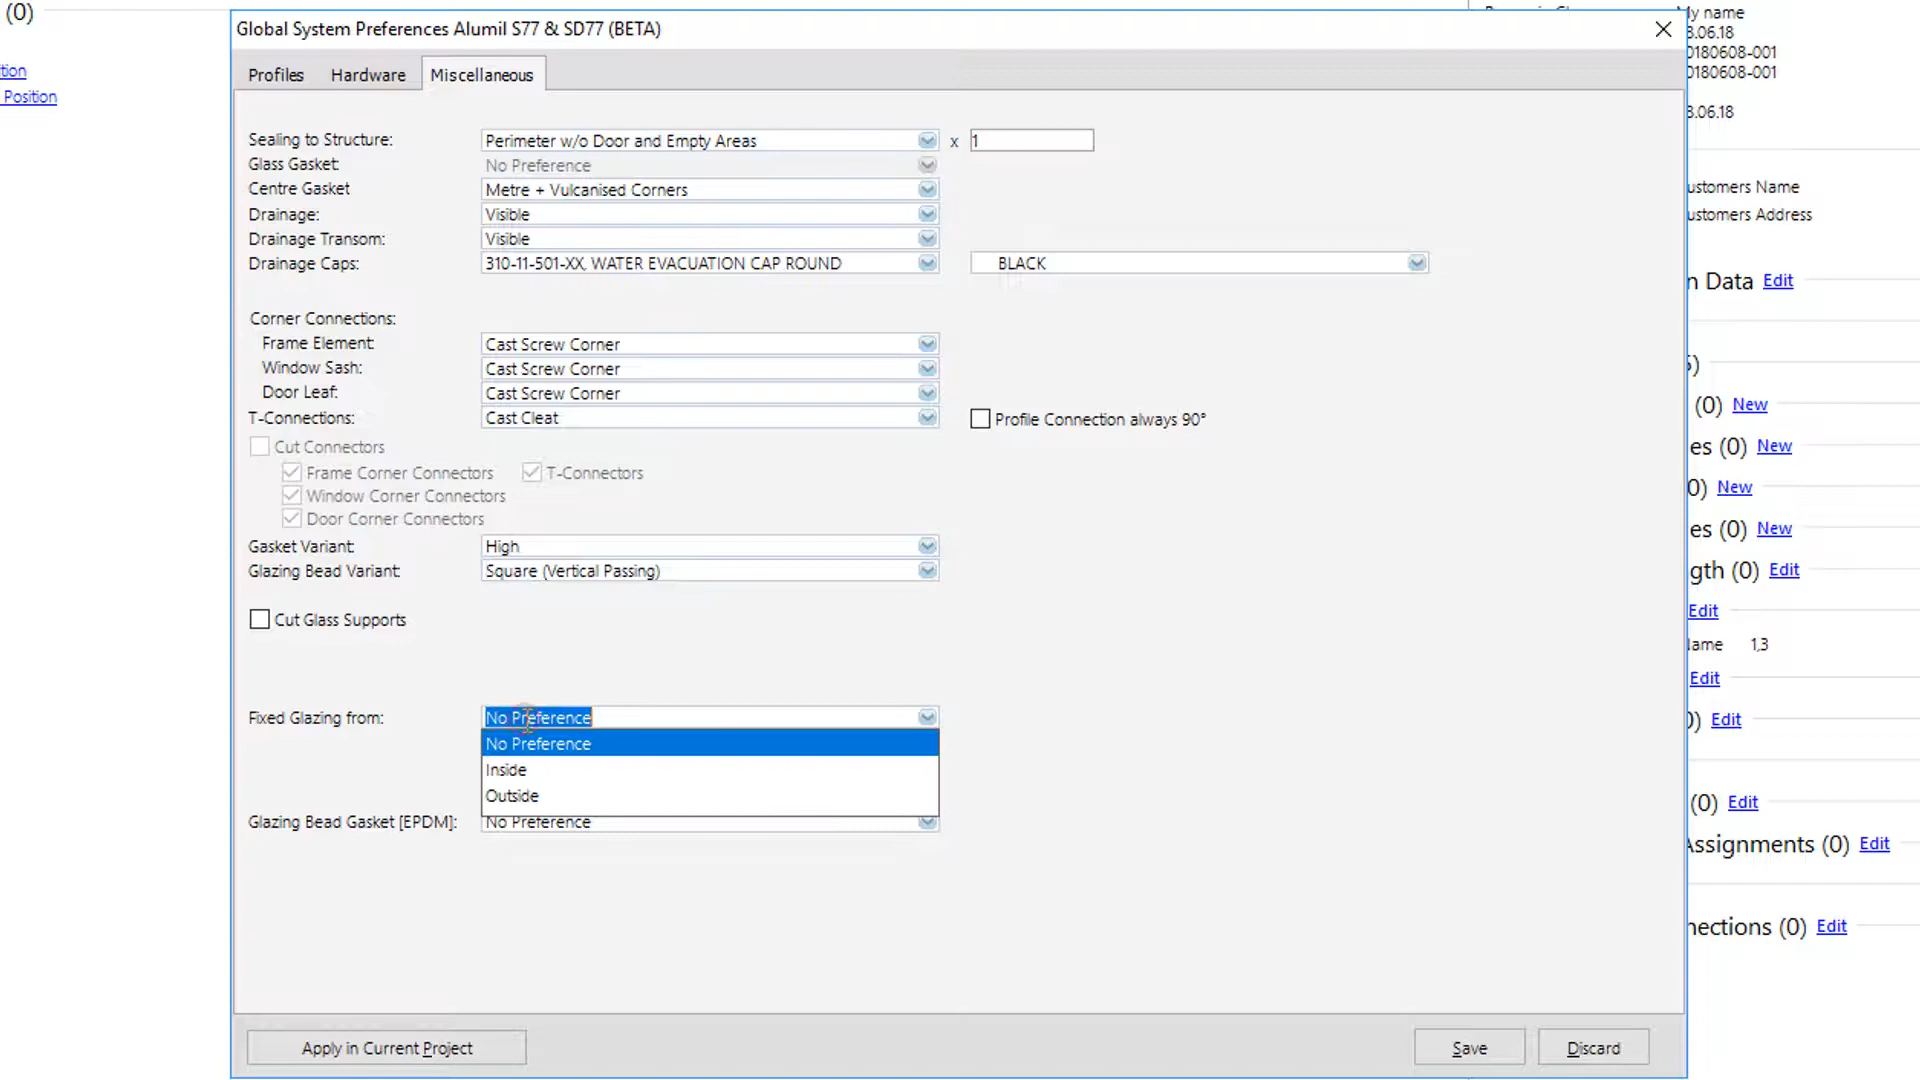 (0)
Global System Preferences Alumil S77 & SD77 (BETA)
My name
3.06.18
0180608-001
0180608-001
3.06.18
tion
Position
Profiles
Hardware
Miscellaneous
Sealing to Structure:
Perimeter w/o Door and Empty Areas
x
1
Glass Gasket:
No Preference
Centre Gasket
Metre + Vulcanised Corners
ustomers Name
Drainage:
Visible
ustomers Address
Drainage Transom:
Visible
Drainage Caps:
310-11-501-XX, WATER EVACUATION CAP ROUND
BLACK
n Data Edit
Corner Connections:
Frame Element:
Cast Screw Corner
Window Sash:
Cast Screw Corner
Door Leaf:
Cast Screw Corner
T-Connections:
Cast Cleat
Profile Connection always 90°
(0) New
Cut Connectors
es (0) New
Frame Corner Connectors
T-Connectors
Window Corner Connectors
0) New
Door Corner Connectors
es (0) New
Gasket Variant:
High
Glazing Bead Variant:
Square (Vertical Passing)
gth (0) Edit
Cut Glass Supports
Edit
Name 1,3
Edit
Fixed Glazing from:
No Preference
0) Edit
No Preference
Inside
Outside
(0) Edit
Glazing Bead Gasket [EPDM]:
No Preference
Assignments (0) Edit
nections (0) Edit
Apply in Current Project
Save
Discard